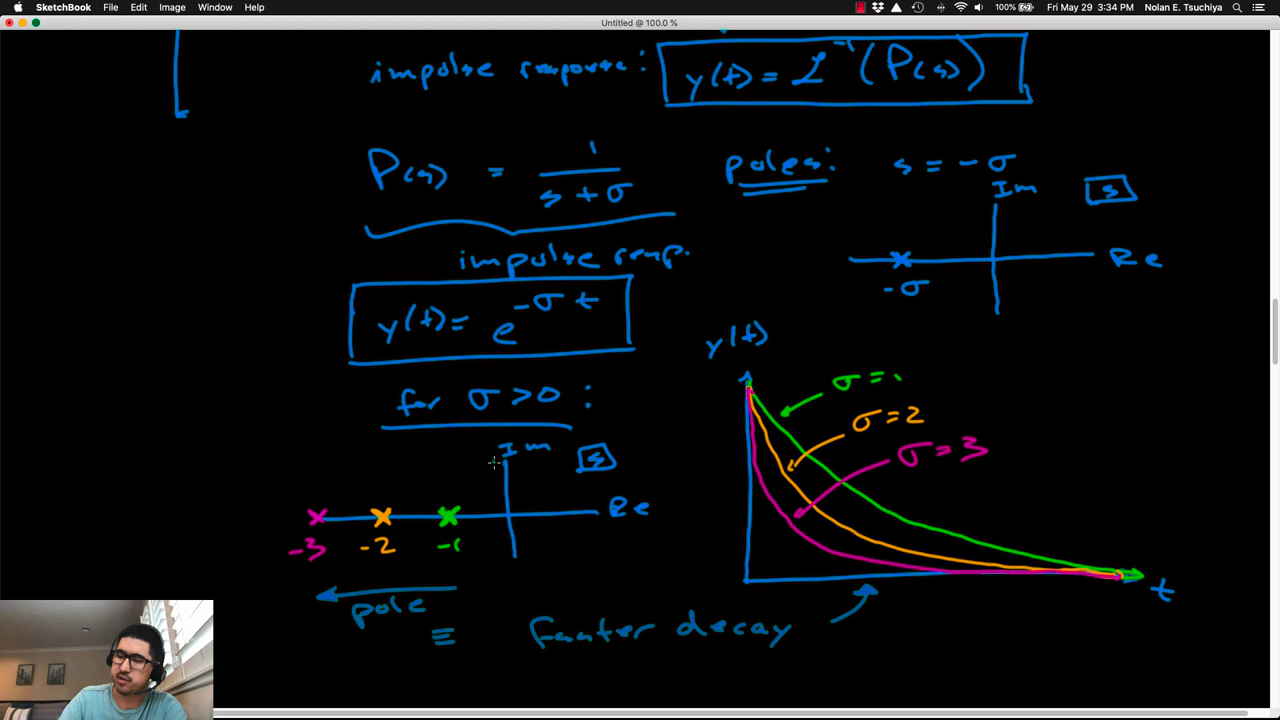 SketchBook File Edit Image Window Help 100% Fri May 29 3:34 PM Nolan E. Tsuchiya
Untitled @ 100.0 %
impulse response: y(t) = ℒ⁻¹(P(s))
P(s) = 1/(s + σ) poles: s = -σ
Im s
impulse resp. Re
-σ
y(t) = e^(-σt)
y(t)
for σ > 0 : σ =
σ = 2
Im s σ = 3
Re
-3 -2 -1
t
pole
≡ faster decay